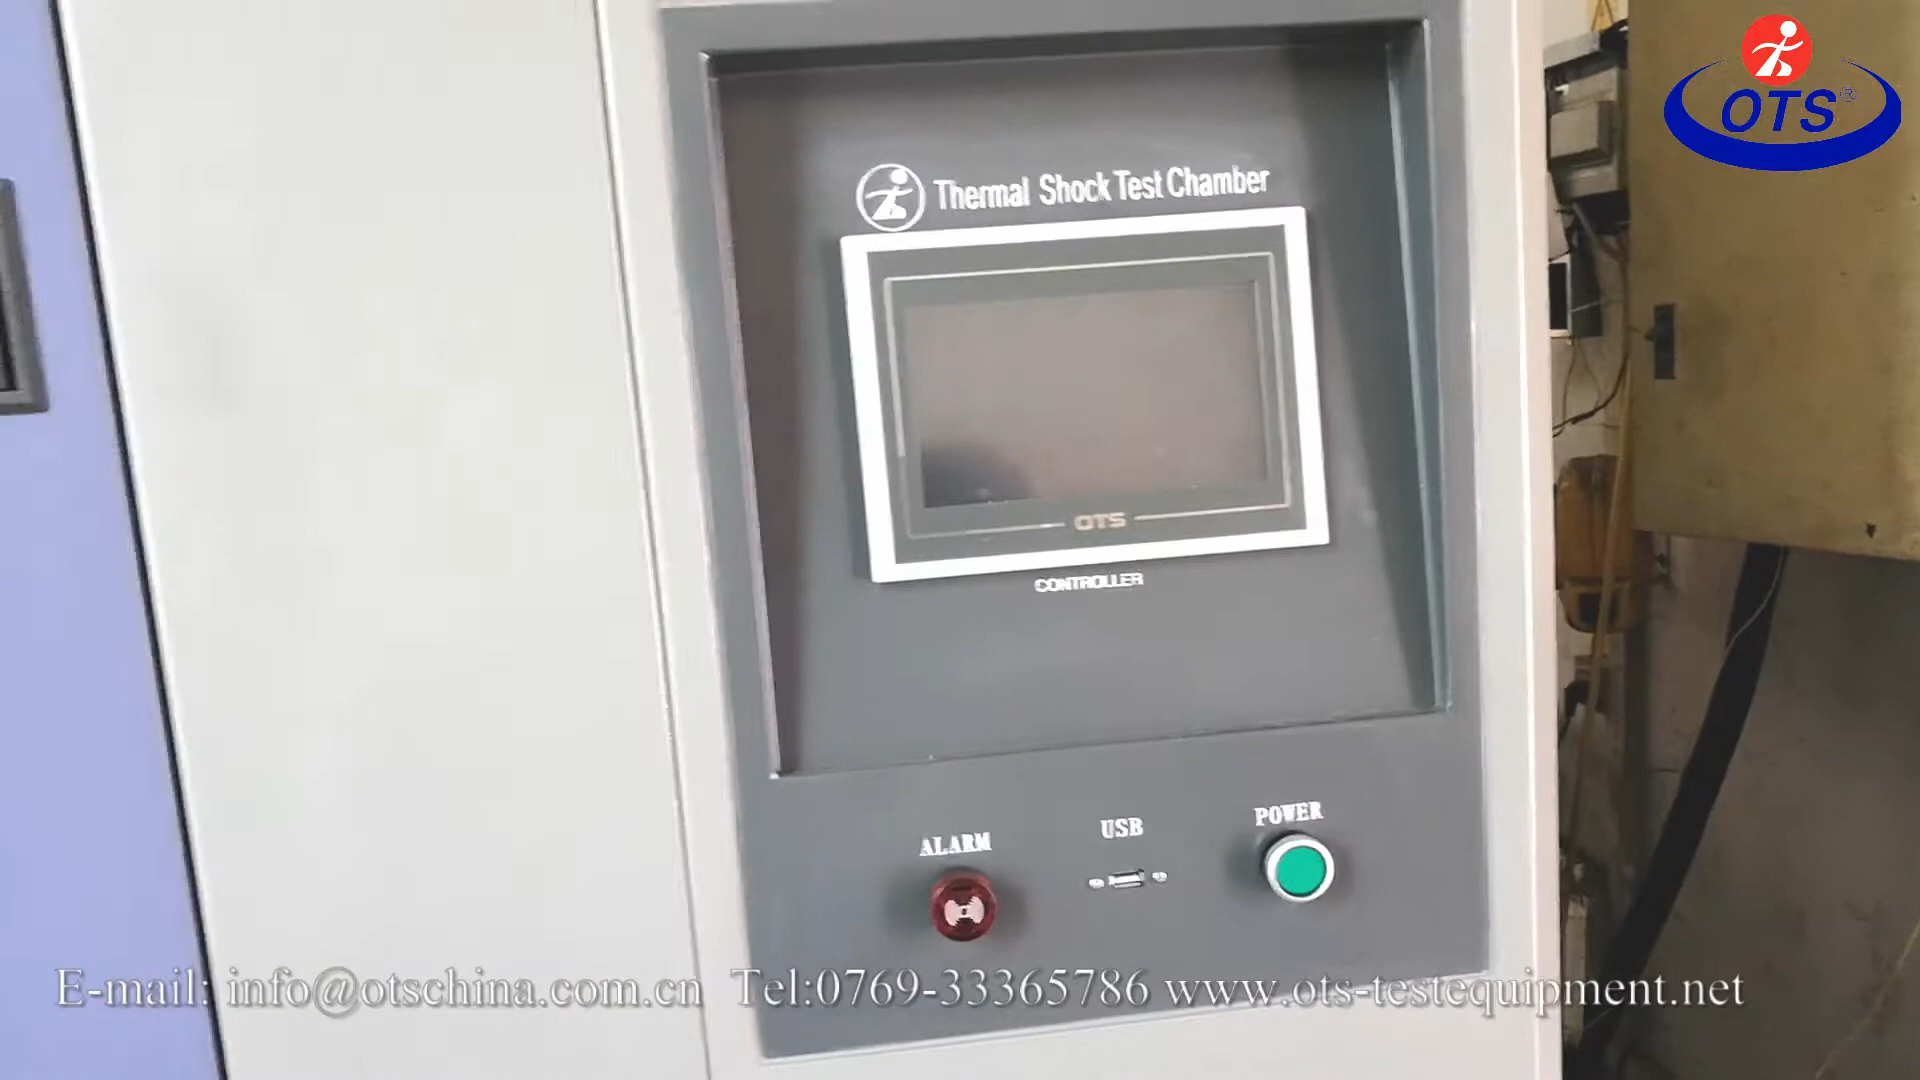 OTS®
Thermal Shock Test Chamber
OTS
CONTROLLER
ALARM
USB
POWER
E-mail: info@otschina.com.cn Tel:0769-33365786 www.ots-testequipment.net